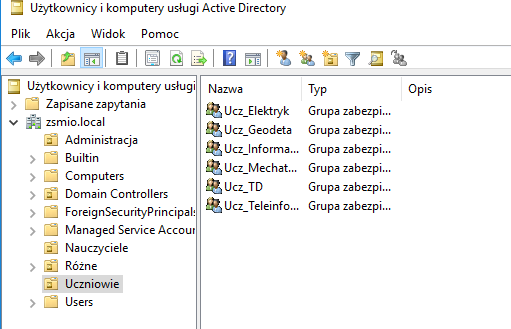 Użytkownicy i komputery usługi Active Directory
Plik Akcja Widok Pomoc
Użytkownicy i komputery usługi
Zapisane zapytania
zsmio.local
Administracja
Builtin
Computers
Domain Controllers
ForeignSecurityPrincipals
Managed Service Accour
Nauczyciele
Różne
Uczniowie
Users
Nazwa Typ Opis
Ucz_Elektryk Grupa zabezpi...
Ucz_Geodeta Grupa zabezpi...
Ucz_Informa... Grupa zabezpi...
Ucz_Mechat... Grupa zabezpi...
Ucz_TD Grupa zabezpi...
Ucz_Teleinfo... Grupa zabezpi...